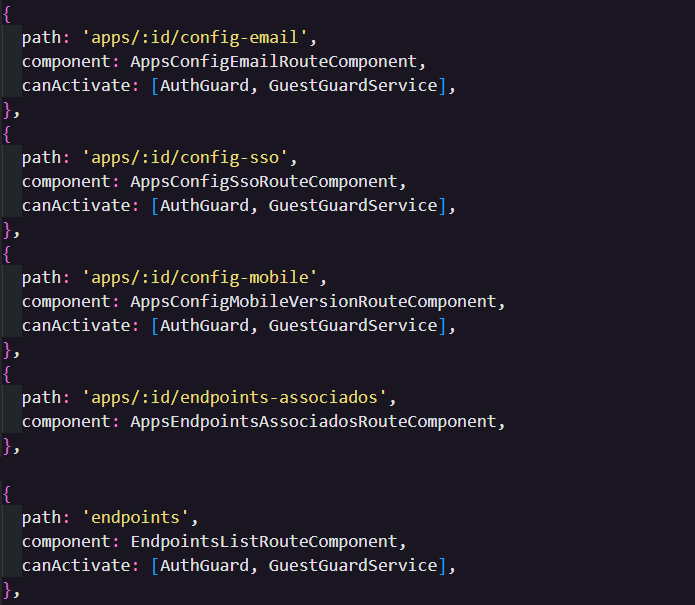 {
  path: 'apps/:id/config-email',
  component: AppsConfigEmailRouteComponent,
  canActivate: [AuthGuard, GuestGuardService],
},
{
  path: 'apps/:id/config-sso',
  component: AppsConfigSsoRouteComponent,
  canActivate: [AuthGuard, GuestGuardService],
},
{
  path: 'apps/:id/config-mobile',
  component: AppsConfigMobileVersionRouteComponent,
  canActivate: [AuthGuard, GuestGuardService],
},
{
  path: 'apps/:id/endpoints-associados',
  component: AppsEndpointsAssociadosRouteComponent,
},

{
  path: 'endpoints',
  component: EndpointsListRouteComponent,
  canActivate: [AuthGuard, GuestGuardService],
},